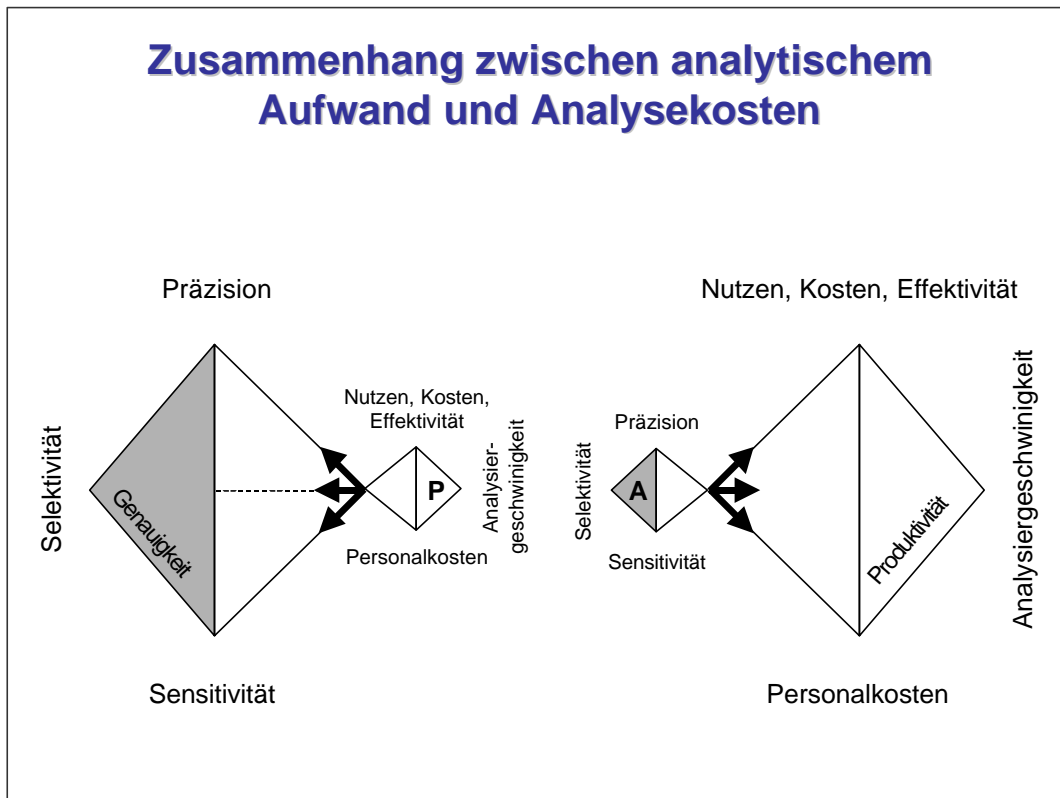 Zusammenhang zwischen analytischem
Aufwand und Analysekosten
Präzision
Selektivität
Genauigkeit
Sensitivität
Nutzen, Kosten,
Effektivität
P
Analysier-
geschwinigkeit
Personalkosten
Nutzen, Kosten, Effektivität
Präzision
Selektivität
A
Sensitivität
Produktivität
Analysiergeschwinigkeit
Personalkosten